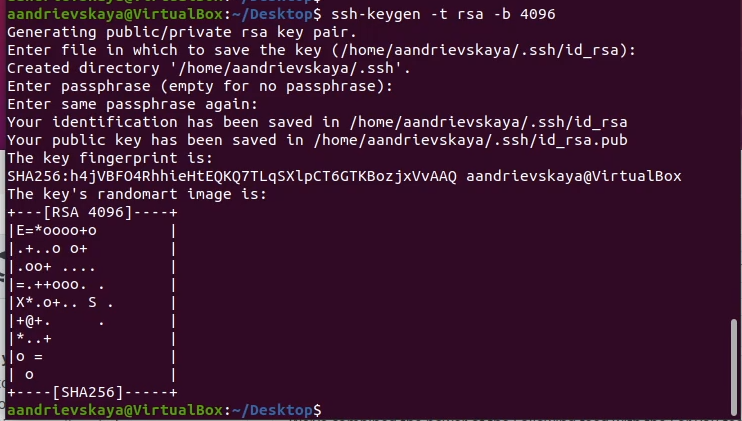 aandrievskaya@VirtualBox:~/Desktop$ ssh-keygen -t rsa -b 4096
Generating public/private rsa key pair.
Enter file in which to save the key (/home/aandrievskaya/.ssh/id_rsa):
Created directory '/home/aandrievskaya/.ssh'.
Enter passphrase (empty for no passphrase):
Enter same passphrase again:
Your identification has been saved in /home/aandrievskaya/.ssh/id_rsa
Your public key has been saved in /home/aandrievskaya/.ssh/id_rsa.pub
The key fingerprint is:
SHA256:h4jVBFO4RhhieHtEQKQ7TLqSXlpCT6GTKBozjxVvAAQ aandrievskaya@VirtualBox
The key's randomart image is:
+---[RSA 4096]----+
|E=*oooo+o        |
|.+..o o+         |
|.oo+ ....        |
|=.++ooo. .       |
|X*.o+.. S .      |
|+@+.     .       |
|*..+             |
|o =              |
| o               |
+----[SHA256]-----+
aandrievskaya@VirtualBox:~/Desktop$